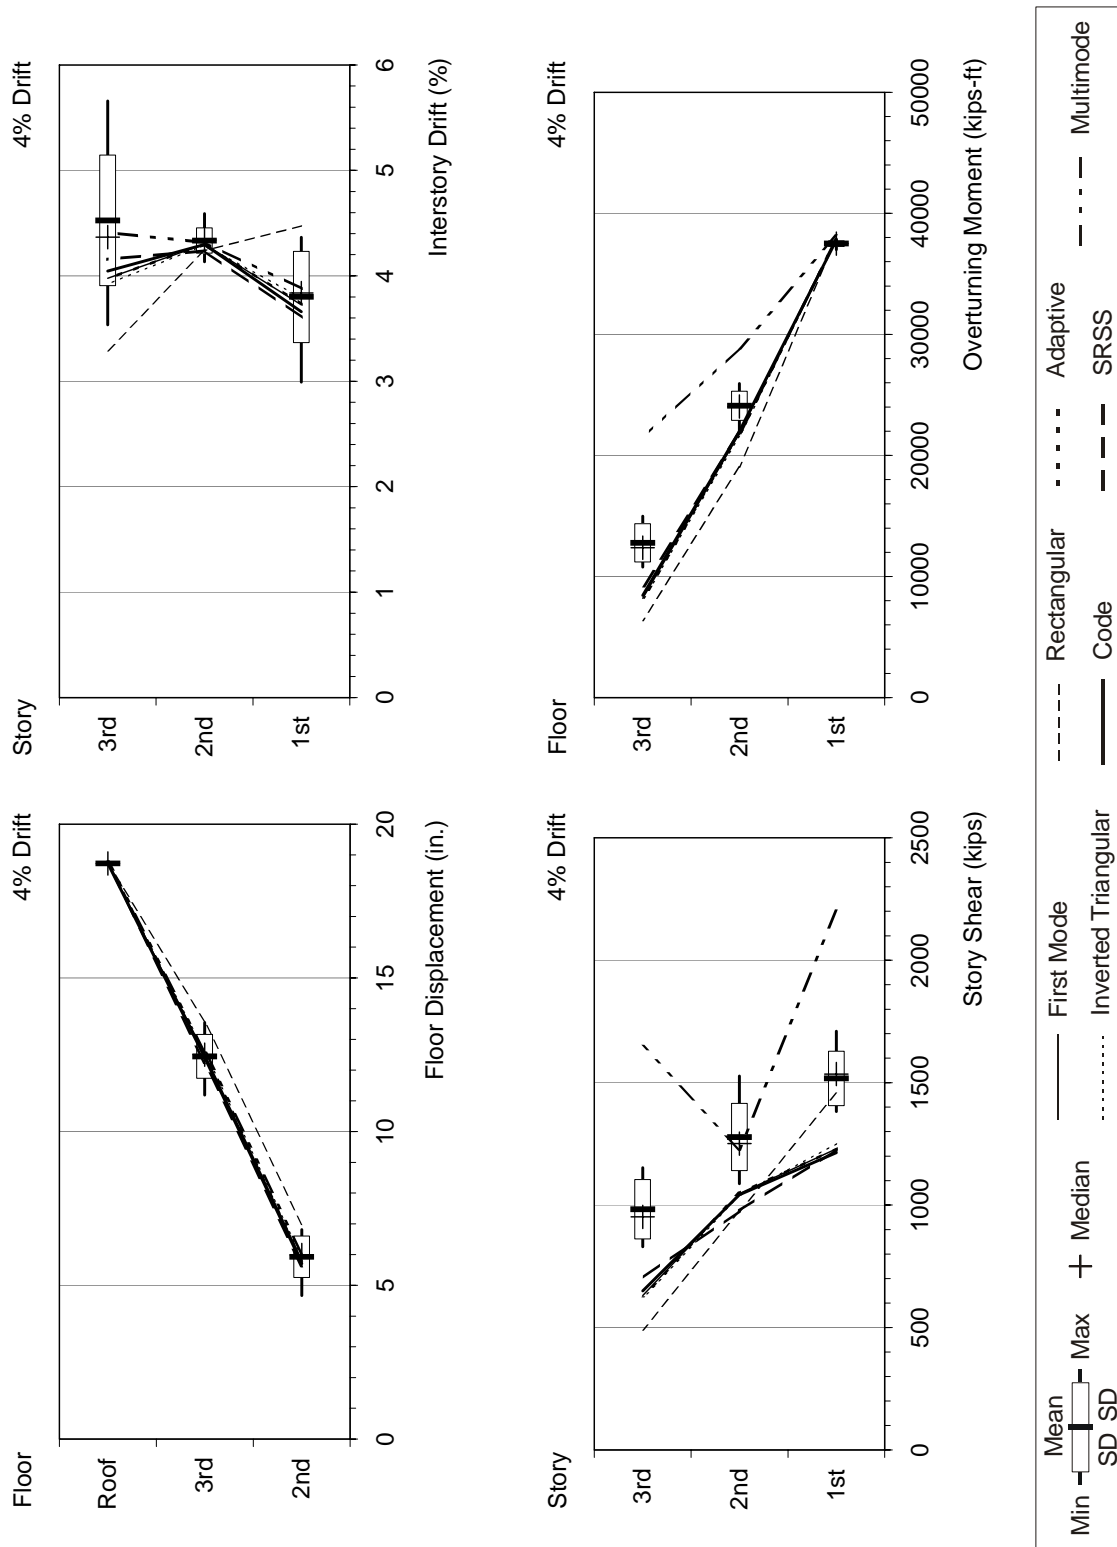 Floor
4% Drift
Roof
3rd
2nd
0
5
10
15
20
Floor Displacement (in.)
Story
4% Drift
3rd
2nd
1st
0
1
2
3
4
5
6
Interstory Drift (%)
Story
4% Drift
3rd
2nd
1st
0
500
1000
1500
2000
2500
Story Shear (kips)
Floor
4% Drift
3rd
2nd
1st
0
10000
20000
30000
40000
50000
Overturning Moment (kips-ft)
Mean
Min
Max
SD SD
Median
First Mode
Inverted Triangular
Rectangular
Code
Adaptive
SRSS
Multimode